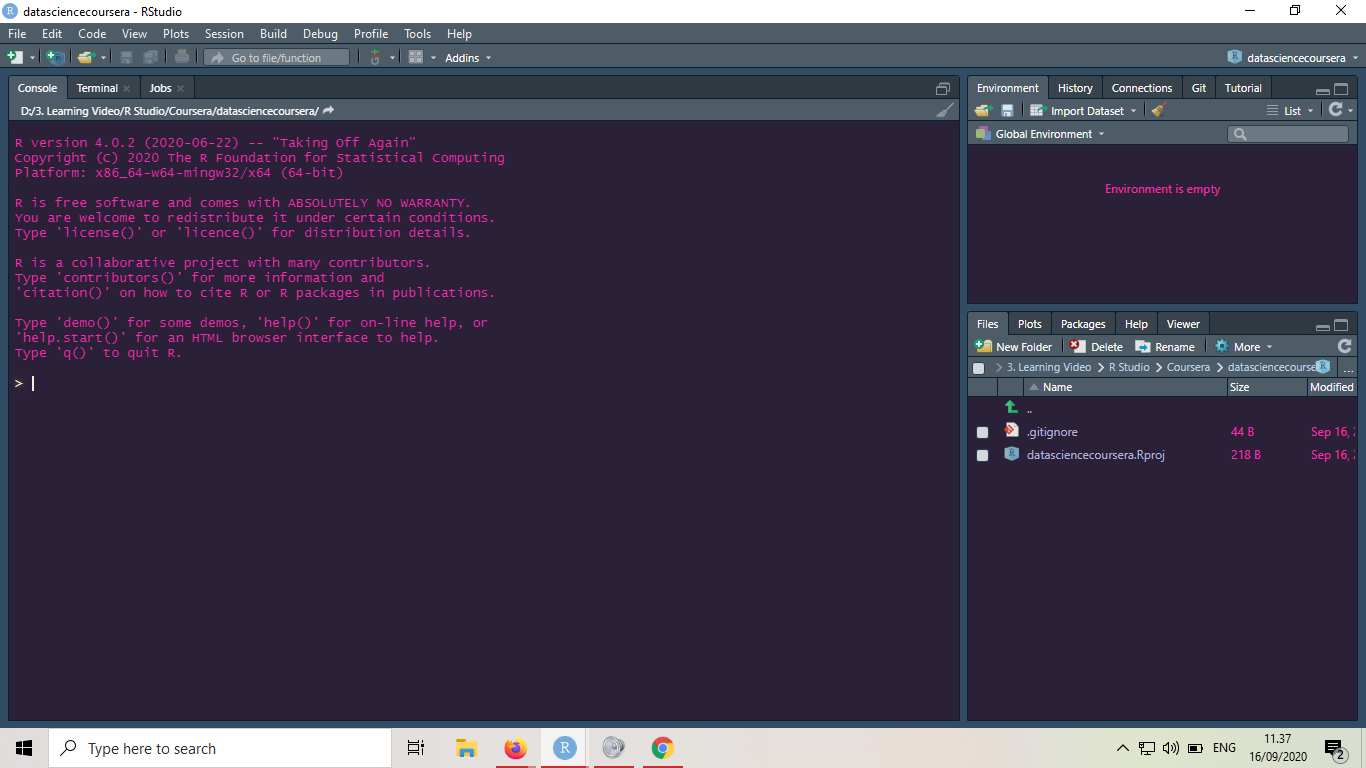 datasciencecoursera - RStudio
File Edit Code View Plots Session Build Debug Profile Tools Help
Go to file/function Addins datasciencecoursera
Console Terminal Jobs
D:/3. Learning Video/R Studio/Coursera/datasciencecoursera/
R version 4.0.2 (2020-06-22) -- "Taking Off Again"
Copyright (C) 2020 The R Foundation for Statistical Computing
Platform: x86_64-w64-mingw32/x64 (64-bit)
R is free software and comes with ABSOLUTELY NO WARRANTY.
You are welcome to redistribute it under certain conditions.
Type 'license()' or 'licence()' for distribution details.
R is a collaborative project with many contributors.
Type 'contributors()' for more information and
'citation()' on how to cite R or R packages in publications.
Type 'demo()' for some demos, 'help()' for on-line help, or
'help.start()' for an HTML browser interface to help.
Type 'q()' to quit R.
>
Environment History Connections Git Tutorial
Import Dataset List
Global Environment
Environment is empty
Files Plots Packages Help Viewer
New Folder Delete Rename More
3. Learning Video R Studio Coursera datasciencecourse ...
Name Size Modified
..
.gitignore 44 B Sep 16,
datasciencecoursera.Rproj 218 B Sep 16,
Type here to search
ENG
11.37
16/09/2020
2